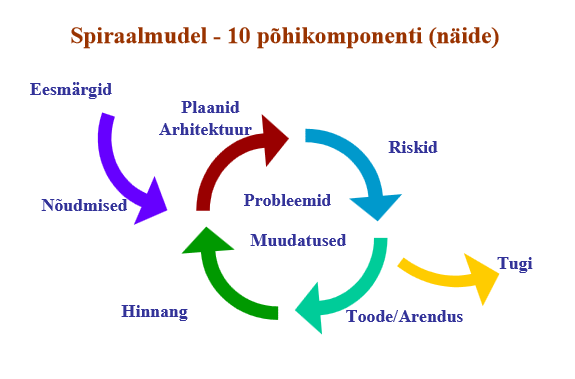 Spiraalmudel - 10 põhikomponenti (näide)
Eesmärgid
Plaanid
Arhitektuur
Riskid
Nõudmised
Probleemid
Muudatused
Tugi
Hinnang
Toode/Arendus